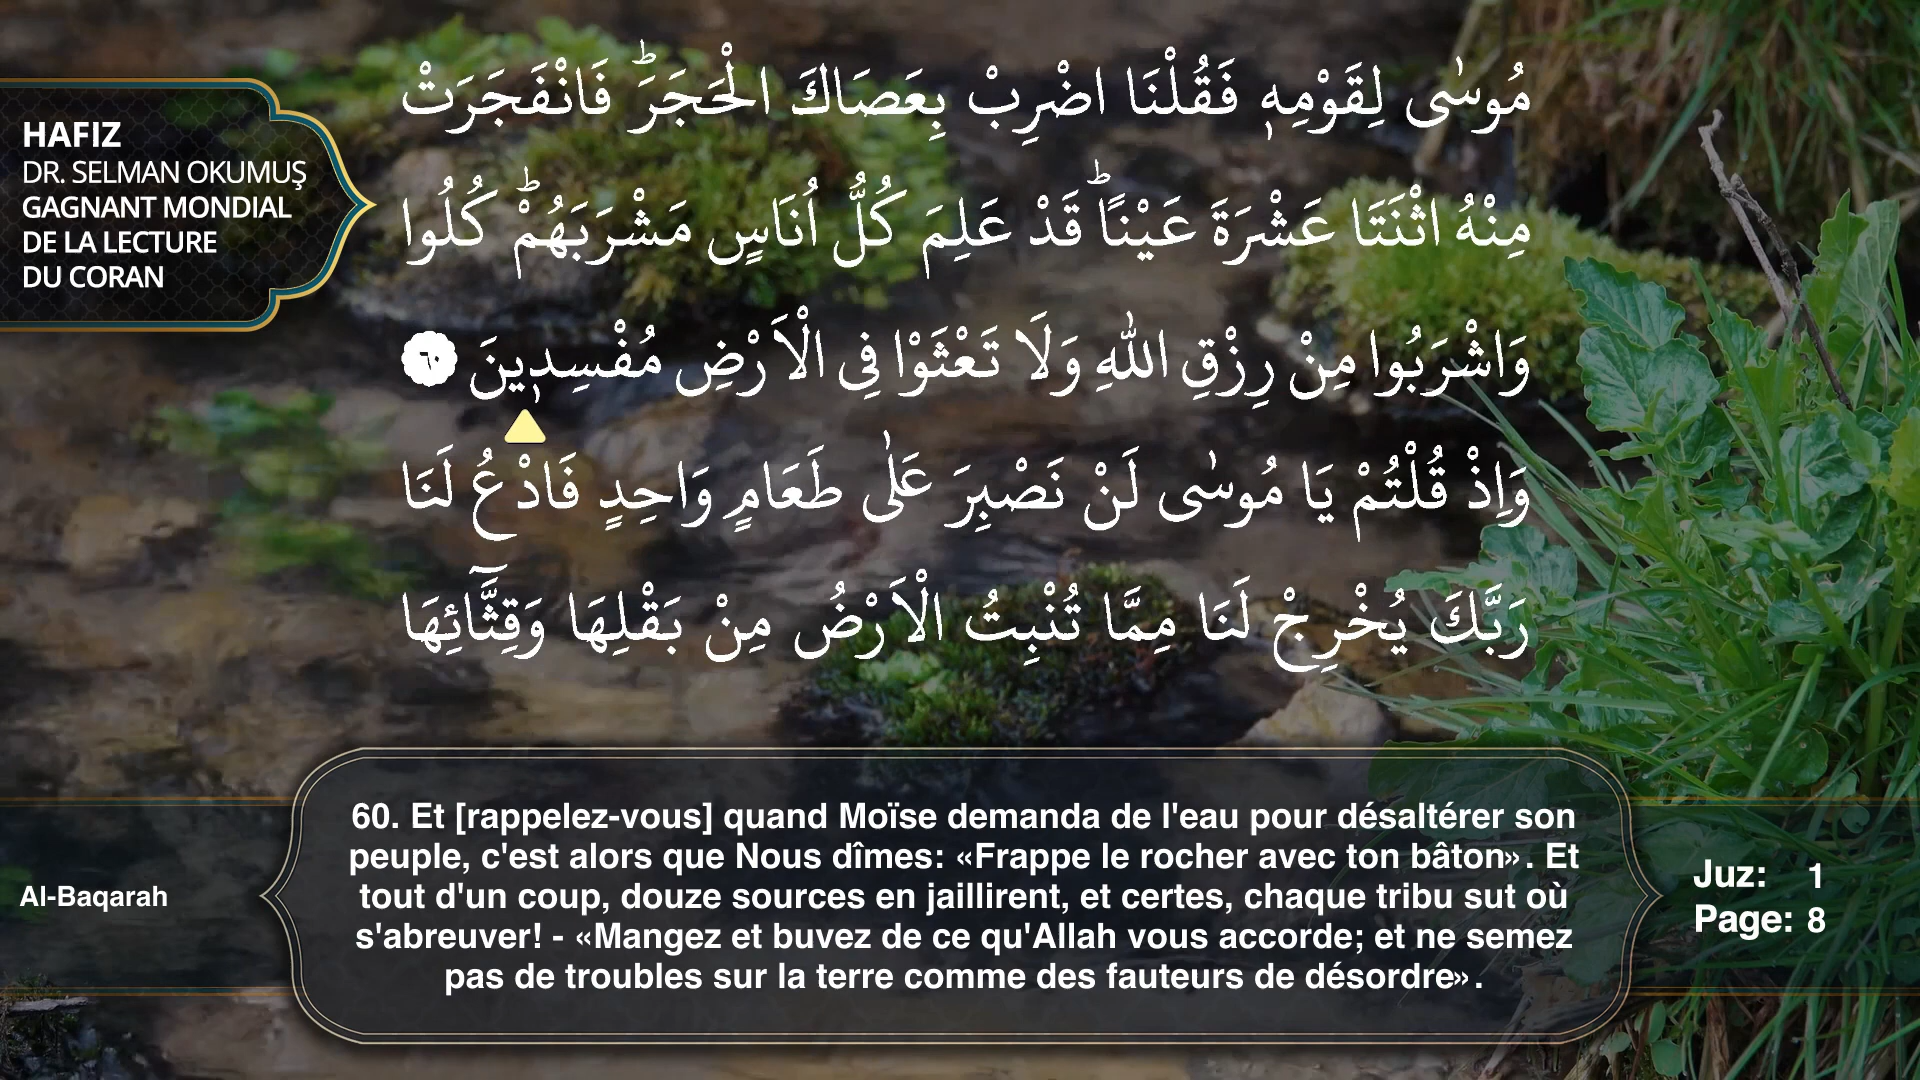 HAFIZ
DR. SELMAN OKUMUŞ
GAGNANT MONDIAL
DE LA LECTURE
DU CORAN
مُوسٰى لِقَوْمِه۪ فَقُلْنَا اضْرِبْ بِعَصَاكَ الْحَجَرَۜ فَانْفَجَرَتْ
مِنْهُ اثْنَتَا عَشْرَةَ عَيْنًاۜ قَدْ عَلِمَ كُلُّ اُنَاسٍ مَشْرَبَهُمْۜ كُلُوا
وَاشْرَبُوا مِنْ رِزْقِ اللّٰهِ وَلَا تَعْثَوْا فِي الْاَرْضِ مُفْسِد۪ينَ ٦٠
وَاِذْ قُلْتُمْ يَا مُوسٰى لَنْ نَصْبِرَ عَلٰى طَعَامٍ وَاحِدٍ فَادْعُ لَنَا
رَبَّكَ يُخْرِجْ لَنَا مِمَّا تُنْبِتُ الْاَرْضُ مِنْ بَقْلِهَا وَقِثَّٓائِهَا
60. Et [rappelez-vous] quand Moïse demanda de l'eau pour désaltérer son
peuple, c'est alors que Nous dîmes: «Frappe le rocher avec ton bâton». Et
tout d'un coup, douze sources en jaillirent, et certes, chaque tribu sut où
s'abreuver! - «Mangez et buvez de ce qu'Allah vous accorde; et ne semez
pas de troubles sur la terre comme des fauteurs de désordre».
Al-Baqarah
Juz: 1
Page: 8